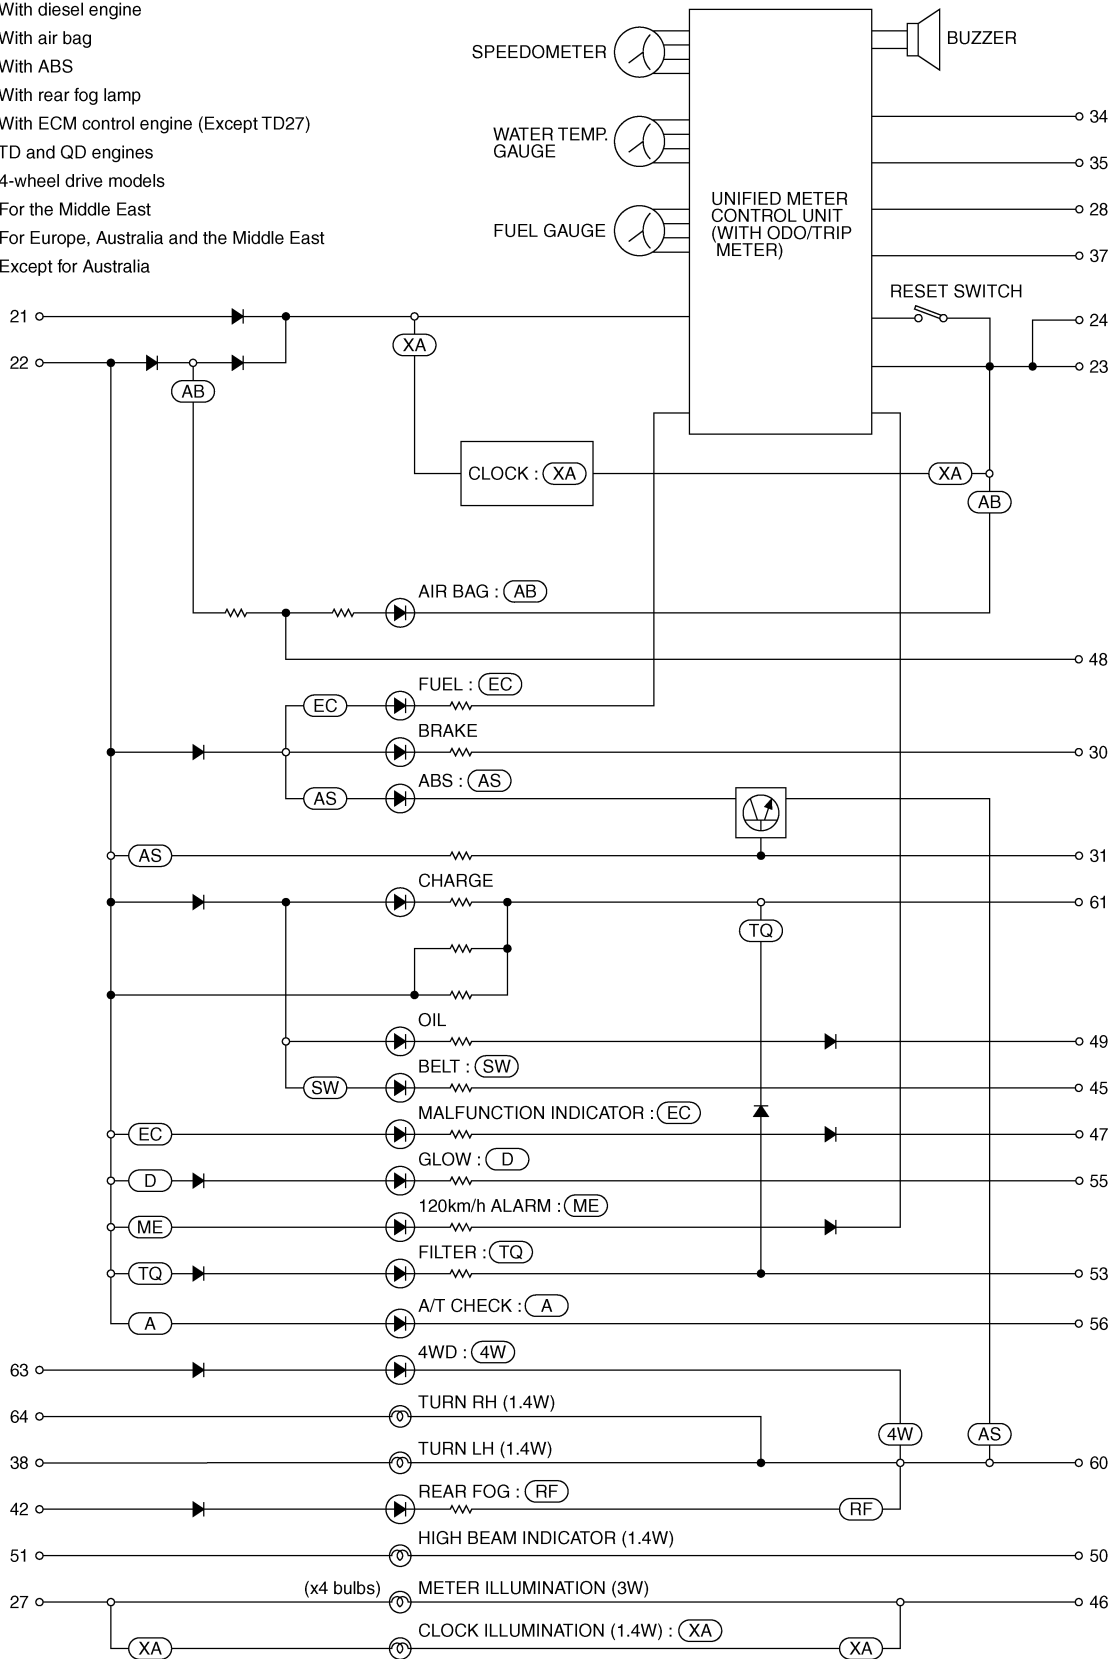 With diesel engine
With air bag
With ABS
With rear fog lamp
With ECM control engine (Except TD27)
TD and QD engines
4-wheel drive models
For the Middle East
For Europe, Australia and the Middle East
Except for Australia
SPEEDOMETER
BUZZER
WATER TEMP.
GAUGE
FUEL GAUGE
UNIFIED METER
CONTROL UNIT
(WITH ODO/TRIP
METER)
34
35
28
37
RESET SWITCH
21
24
XA
22
23
AB
CLOCK : XA
XA
AB
AIR BAG : AB
48
FUEL : EC
EC
BRAKE
30
ABS : AS
AS
AS
31
CHARGE
61
TQ
OIL
49
BELT : SW
SW
45
MALFUNCTION INDICATOR : EC
EC
47
GLOW : D
D
55
120km/h ALARM : ME
ME
FILTER : TQ
TQ
53
A/T CHECK : A
A
56
4WD : 4W
63
TURN RH (1.4W)
64
4W
AS
TURN LH (1.4W)
38
60
REAR FOG : RF
42
RF
HIGH BEAM INDICATOR (1.4W)
51
50
(x4 bulbs) METER ILLUMINATION (3W)
27
46
CLOCK ILLUMINATION (1.4W) : XA
XA
XA